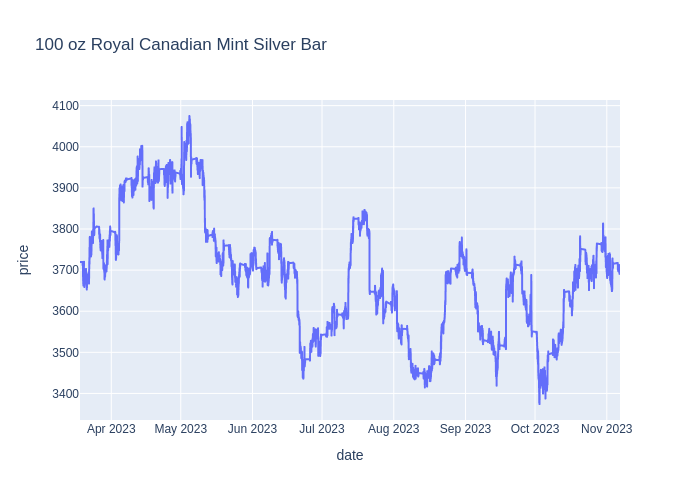 100 oz Royal Canadian Mint Silver Bar
4100
4000
3900
3800
3700
3600
3500
3400
price
Apr 2023 May 2023 Jun 2023 Jul 2023 Aug 2023 Sep 2023 Oct 2023 Nov 2023
date